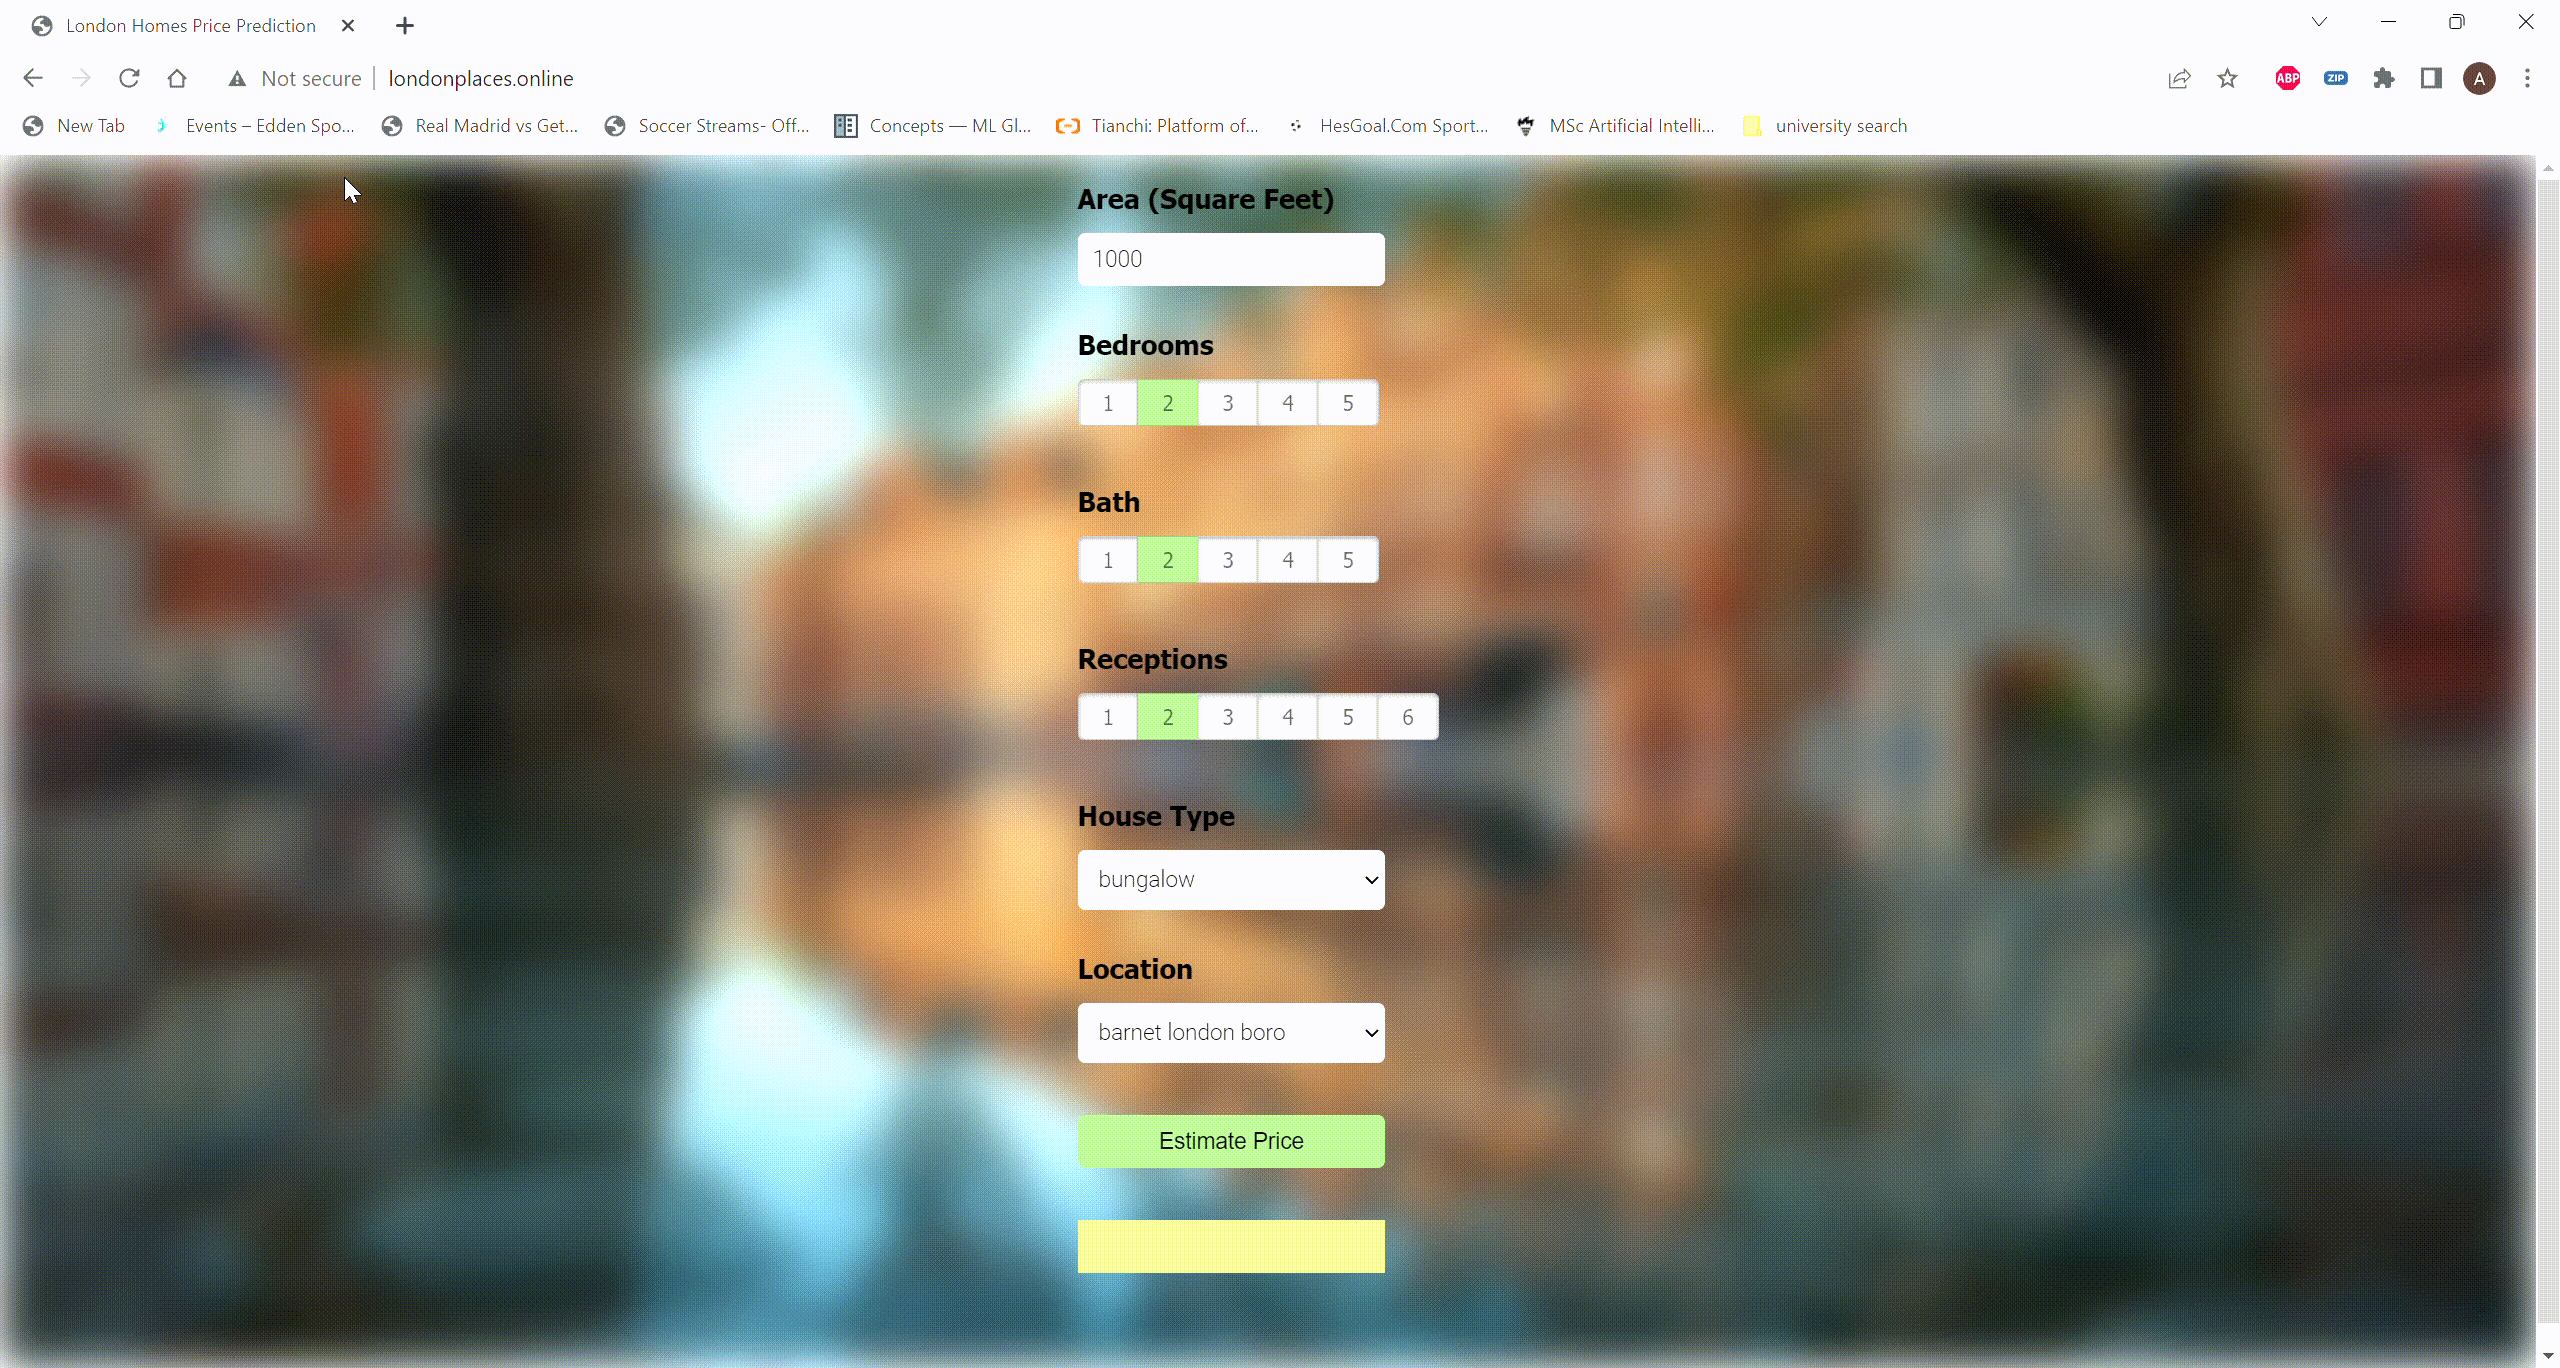 London Homes Price Prediction
Not secure londonplaces.online
ABP ZIP A
New Tab Events – Edden Spo... Real Madrid vs Get... Soccer Streams- Off... Concepts — ML Gl... Tianchi: Platform of... HesGoal.Com Sport... MSc Artificial Intelli... university search
Area (Square Feet)
1000
Bedrooms
1 2 3 4 5
Bath
1 2 3 4 5
Receptions
1 2 3 4 5 6
House Type
bungalow
Location
barnet london boro
Estimate Price